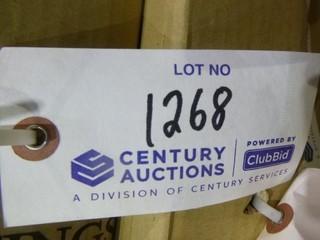 LOT NO
1268
CENTURY AUCTIONS
POWERED BY ClubBid
A DIVISION OF CENTURY SERVICES